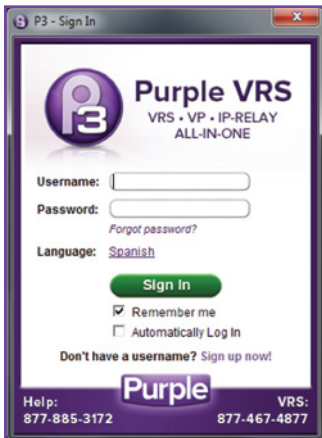 P3 - Sign In
P3
Purple VRS
VRS • VP • IP-RELAY
ALL-IN-ONE
Username:
Password:
Forgot password?
Language: Spanish
Sign In
Remember me
Automatically Log In
Don't have a username? Sign up now!
Purple
Help: VRS:
877-885-3172 877-467-4877